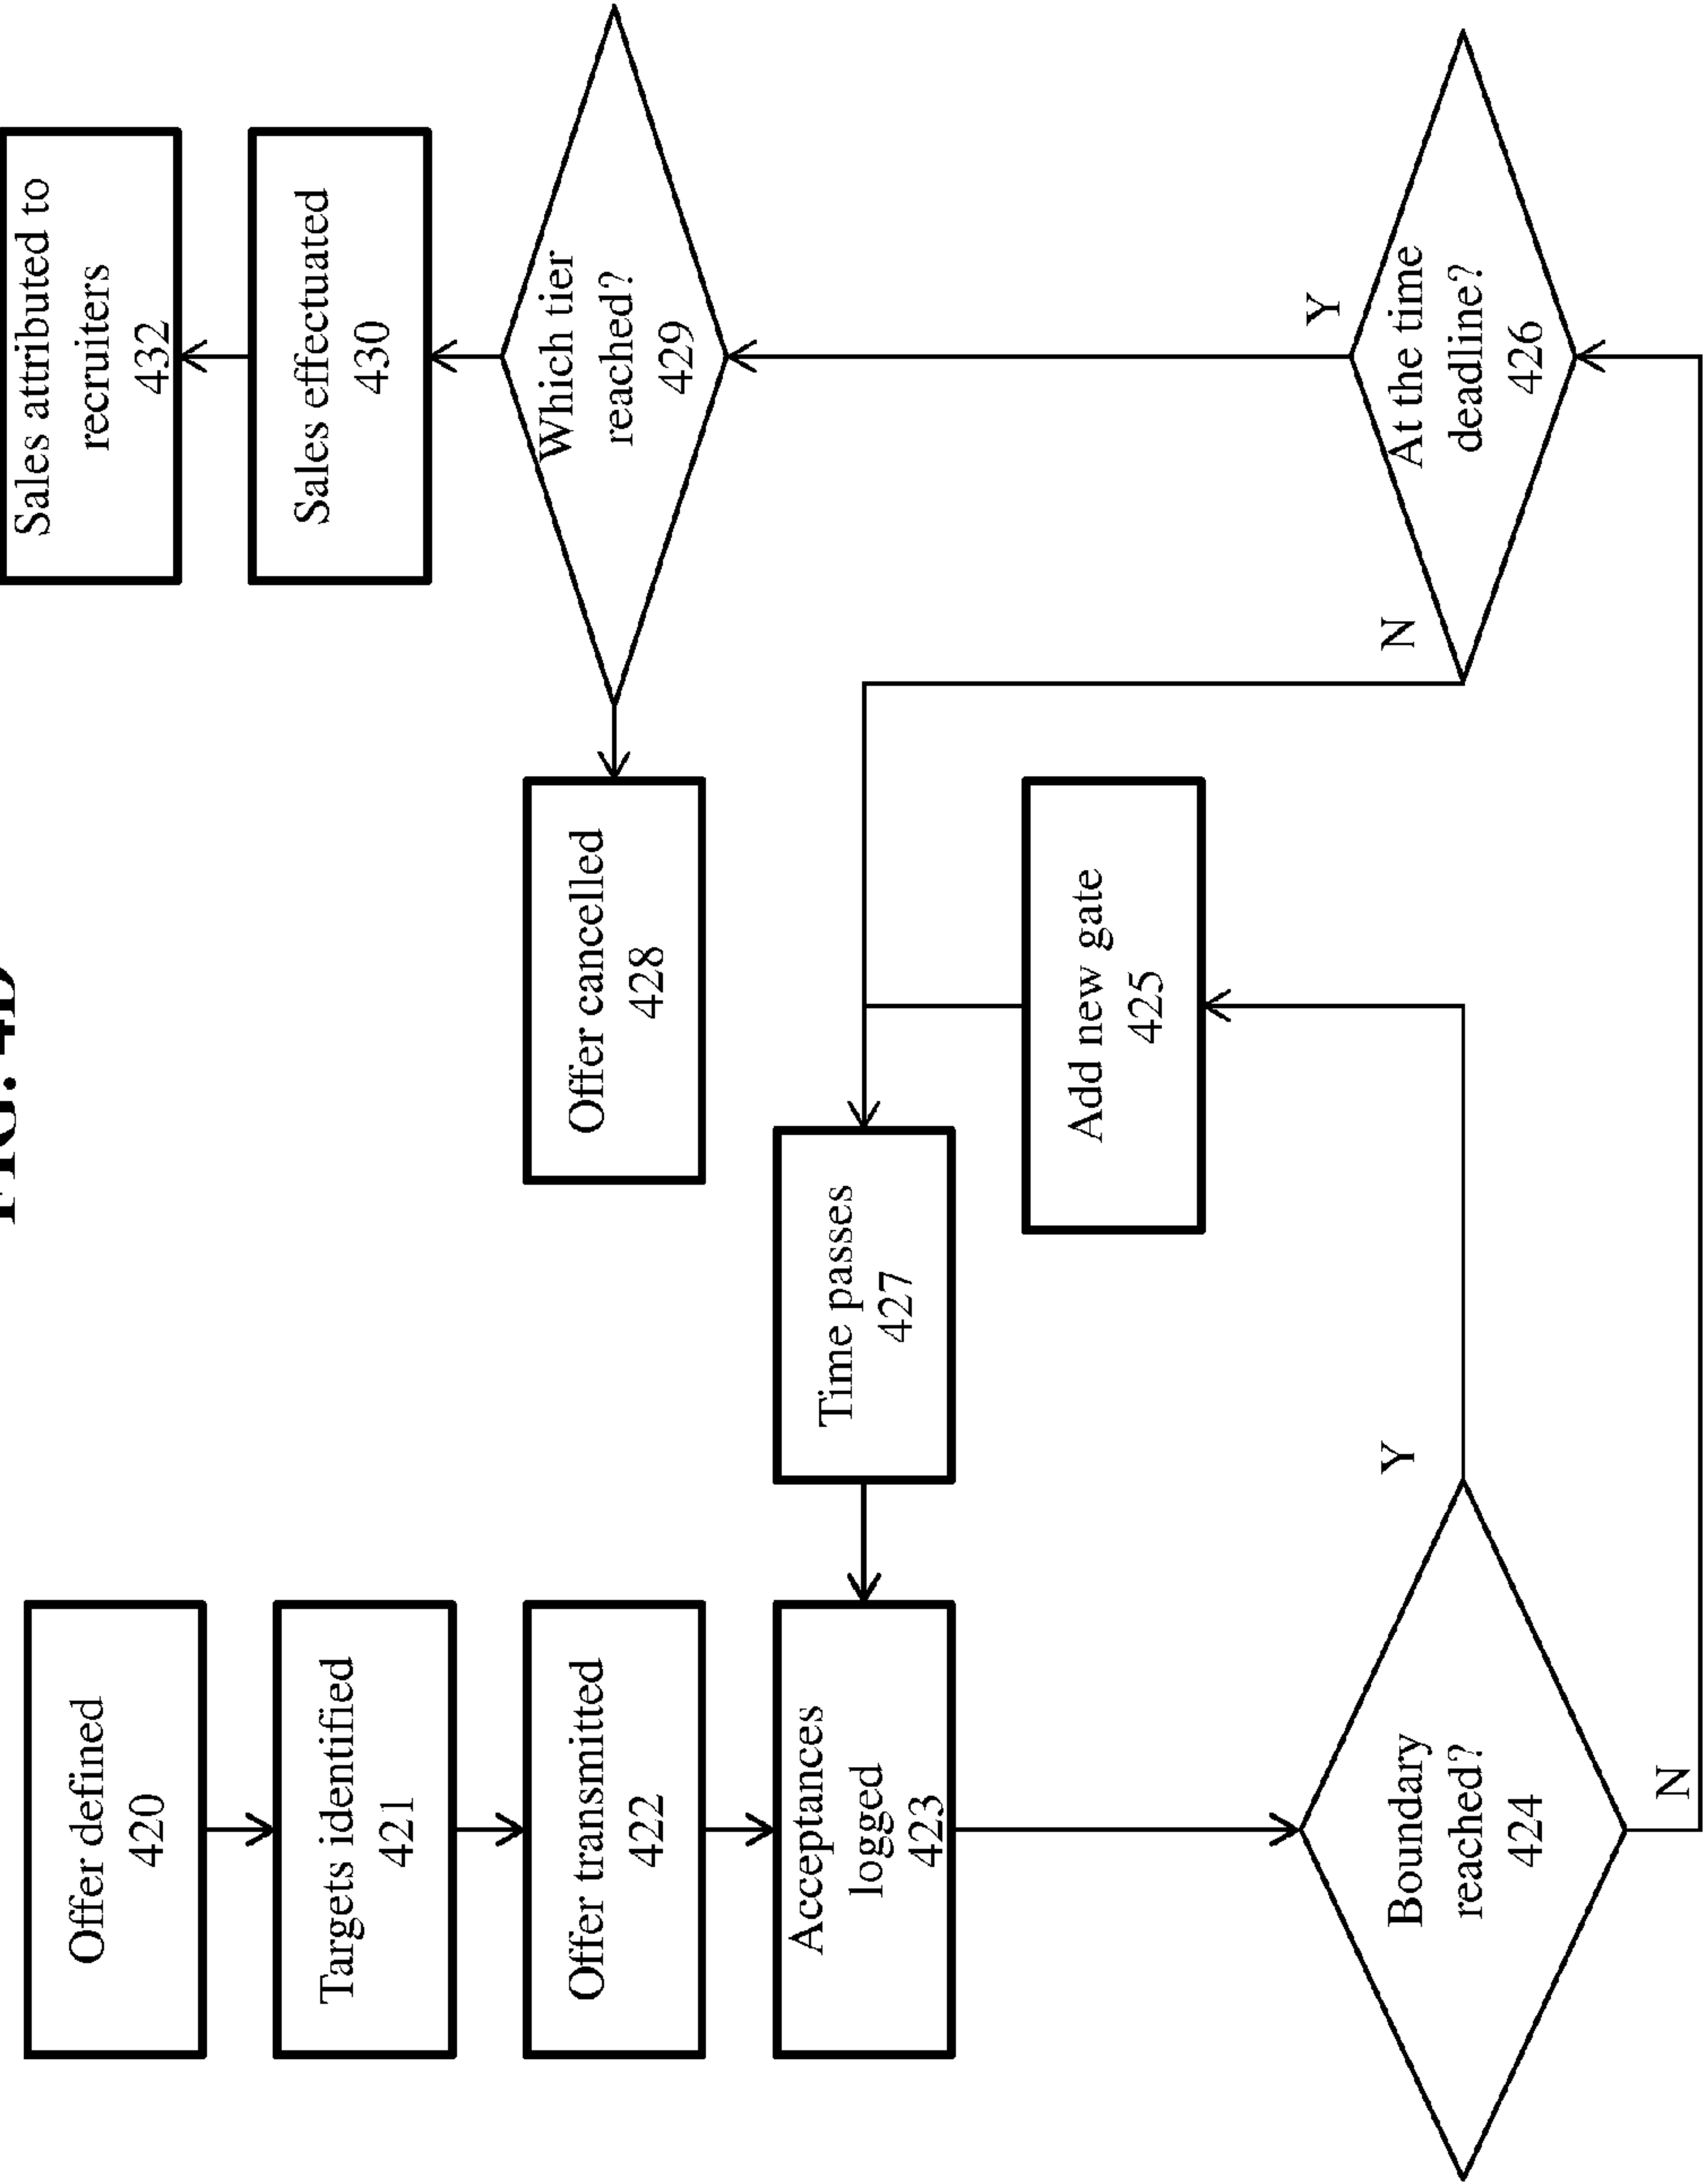 FIG.
Offer defined
420
Targets identified
421
Offer transmitted
422
Acceptances
logged
423
Boundary
reached?
424
Y
N
Time passes
427
Add new gate
425
Offer cancelled
428
Sales attributed to
recruiters
432
Sales effectuated
430
Which tier
reached?
429
Y
N
At the time
deadline?
426